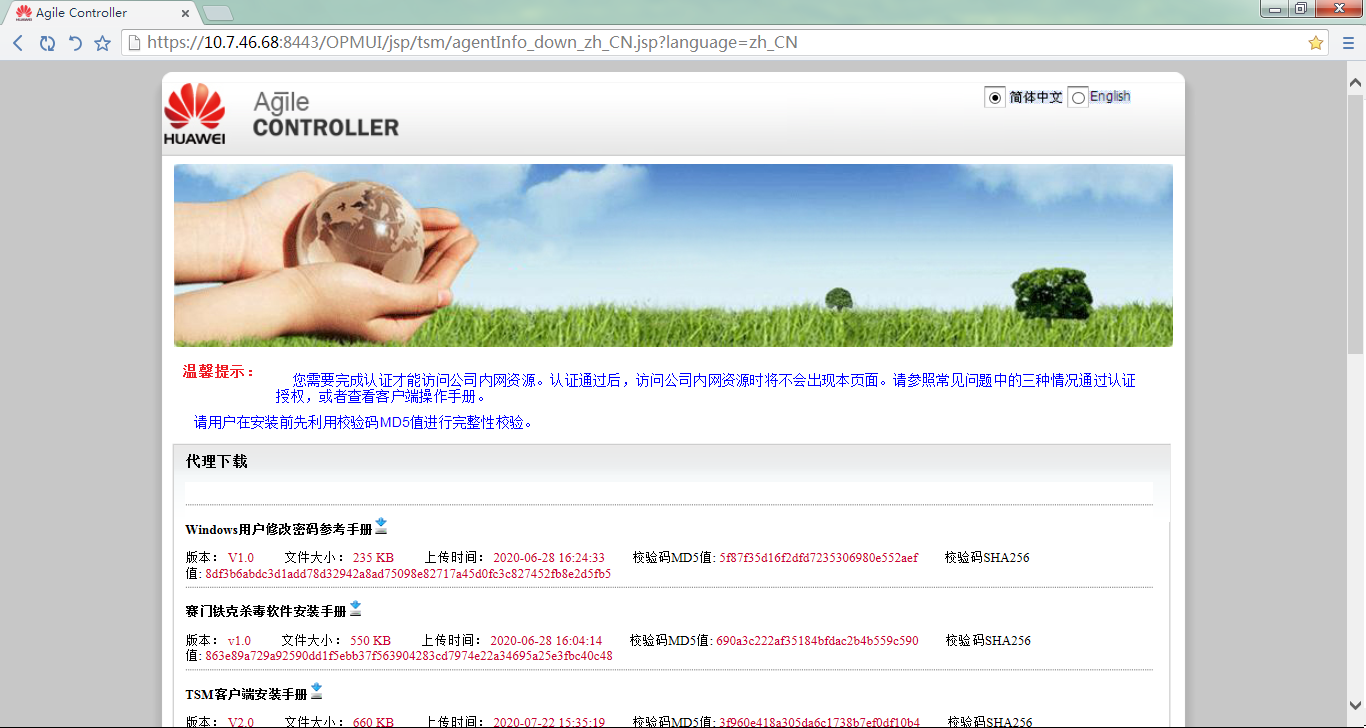 Agile Controller
https://10.7.46.68:8443/OPMUI/jsp/tsm/agentInfo_down_zh_CN.jsp?language=zh_CN
HUAWEI
Agile
CONTROLLER
简体中文 English
温馨提示：
您需要完成认证才能访问公司内网资源。认证通过后，访问公司内网资源时将不会出现本页面。请参照常见问题中的三种情况通过认证
授权，或者查看客户端操作手册。
请用户在安装前先利用校验码MD5值进行完整性校验。
代理下载
Windows用户修改密码参考手册
版本： V1.0 文件大小： 235 KB 上传时间： 2020-06-28 16:24:33 校验码MD5值: 5f87f35d16f2dfd7235306980e552aef 校验码SHA256
值: 8df3b6abdc3d1add78d32942a8ad75098e82717a45d0fc3c827452fb8e2d5fb5
赛门铁克杀毒软件安装手册
版本： v1.0 文件大小： 550 KB 上传时间： 2020-06-28 16:04:14 校验码MD5值: 690a3c222af35184bfdac2b4b559c590 校验码SHA256
值: 863e89a729a92590dd1f5ebb37f563904283cd7974e22a34695a25e3fbc40c48
TSM客户端安装手册
版本： V2.0 文件大小： 660 KB 上传时间： 2020-07-22 15:35:19 校验码MD5值: 3f960e418a305da6c1738b7ef0df10b4 校验码SHA256